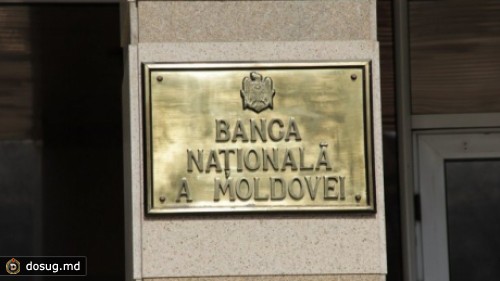 BANCA
NAȚIONALĂ
A MOLDOVEI
dosug.md